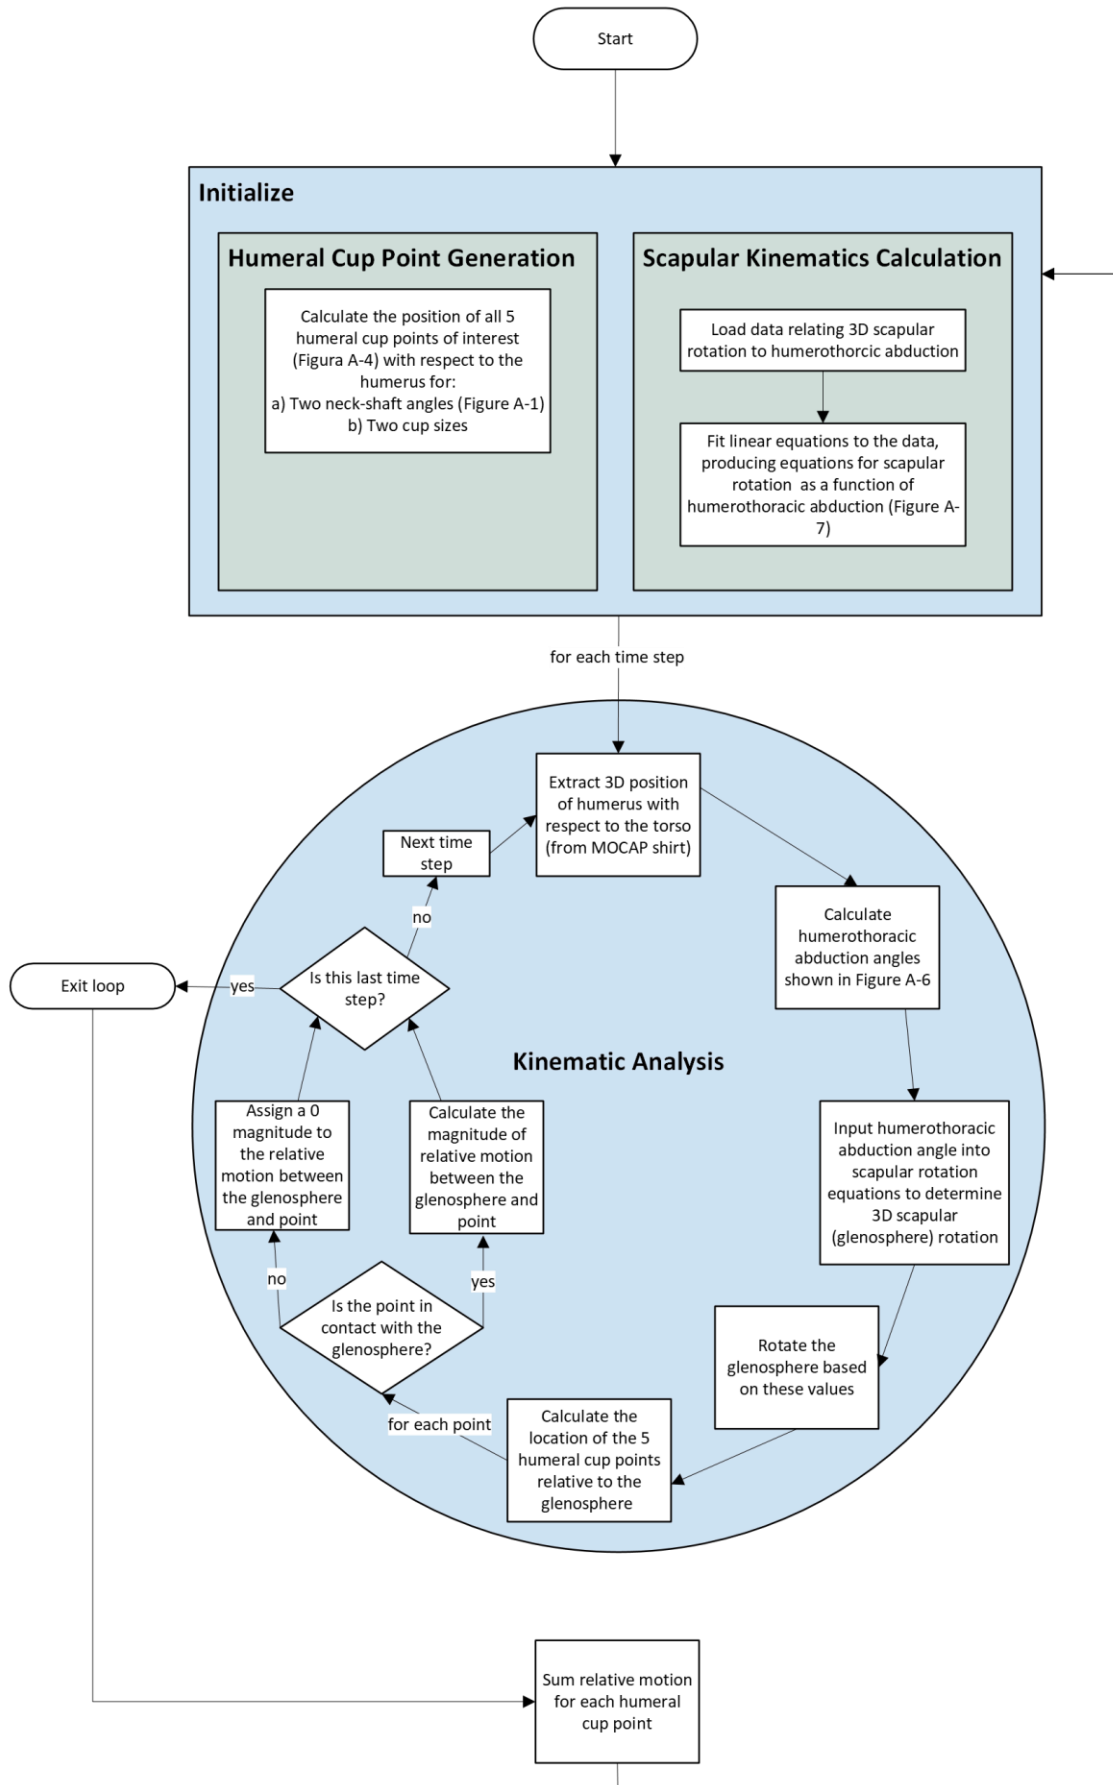 Start
Initialize
Humeral Cup Point Generation
Calculate the position of all 5
humeral cup points of interest
(Figura A-4) with respect to the
humerus for:
a) Two neck-shaft angles (Figure A-1)
b) Two cup sizes
Scapular Kinematics Calculation
Load data relating 3D scapular
rotation to humerothorcic abduction
Fit linear equations to the data,
producing equations for scapular
rotation as a function of
humerothoracic abduction (Figure A-
7)
for each time step
Extract 3D position
of humerus with
respect to the torso
(from MOCAP shirt)
Calculate
humerothoracic
abduction angles
shown in Figure A-6
Input humerothoracic
abduction angle into
scapular rotation
equations to determine
3D scapular
(glenosphere) rotation
Rotate the
glenosphere based
on these values
Calculate the
location of the 5
humeral cup points
relative to the
glenosphere
for each point
Is the point in
contact with the
glenosphere?
no
yes
Assign a 0
magnitude to
the relative
motion between
the glenosphere
and point
Calculate the
magnitude of
relative motion
between the
glenosphere and
point
Is this last time
step?
no
yes
Next time
step
Kinematic Analysis
Exit loop
Sum relative motion
for each humeral
cup point